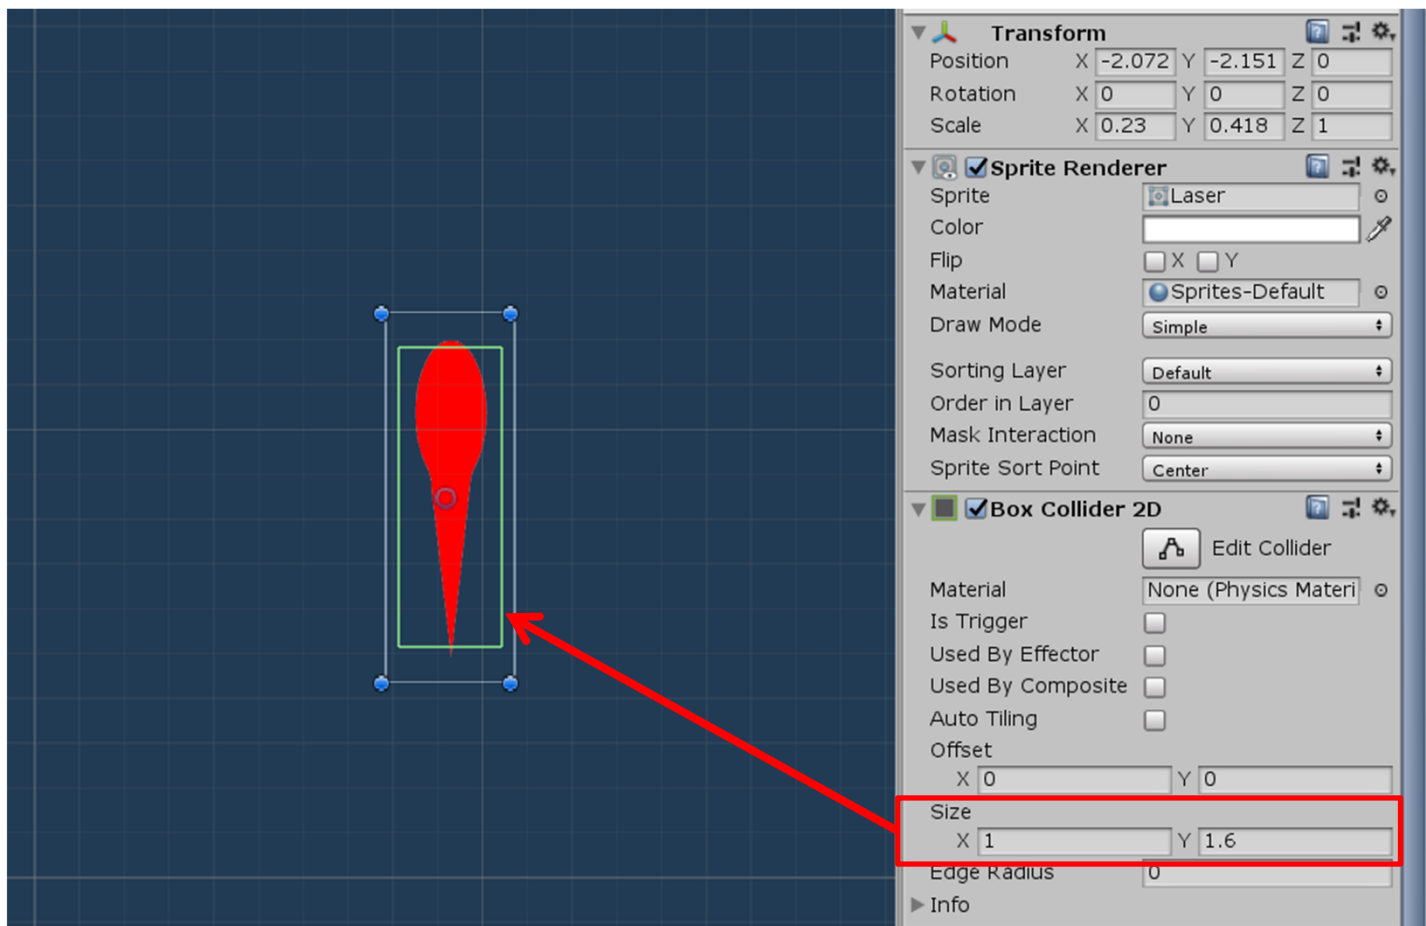 Transform
Position X -2.072 Y -2.151 Z 0
Rotation X 0 Y 0 Z 0
Scale X 0.23 Y 0.418 Z 1
Sprite Renderer
Sprite Laser
Color
Flip X Y
Material Sprites-Default
Draw Mode Simple
Sorting Layer Default
Order in Layer 0
Mask Interaction None
Sprite Sort Point Center
Box Collider 2D
Edit Collider
Material None (Physics Materi
Is Trigger
Used By Effector
Used By Composite
Auto Tiling
Offset
X 0 Y 0
Size
X 1 Y 1.6
Edge Radius 0
Info